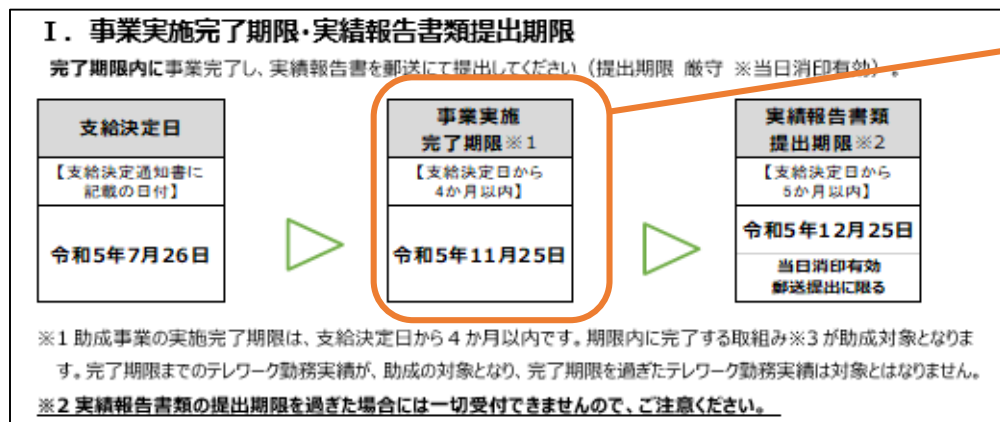 Ⅰ．事業実施完了期限・実績報告書類提出期限
完了期限内に事業完了し、実績報告書を郵送にて提出してください（提出期限 厳守 ※当日消印有効）。
支給決定日
【支給決定通知書に
記載の日付】
令和5年7月26日
事業実施
完了期限※1
【支給決定日から
4か月以内】
令和5年11月25日
実績報告書類
提出期限※2
【支給決定日から
5か月以内】
令和5年12月25日
当日消印有効
郵送提出に限る
※1 助成事業の実施完了期限は、支給決定日から 4 か月以内です。期限内に完了する取組み※3 が助成対象となりま
す。完了期限までのテレワーク勤務実績が、助成の対象となり、完了期限を過ぎたテレワーク勤務実績は対象とはなりません。
※2 実績報告書類の提出期限を過ぎた場合には一切受付できませんので、ご注意ください。